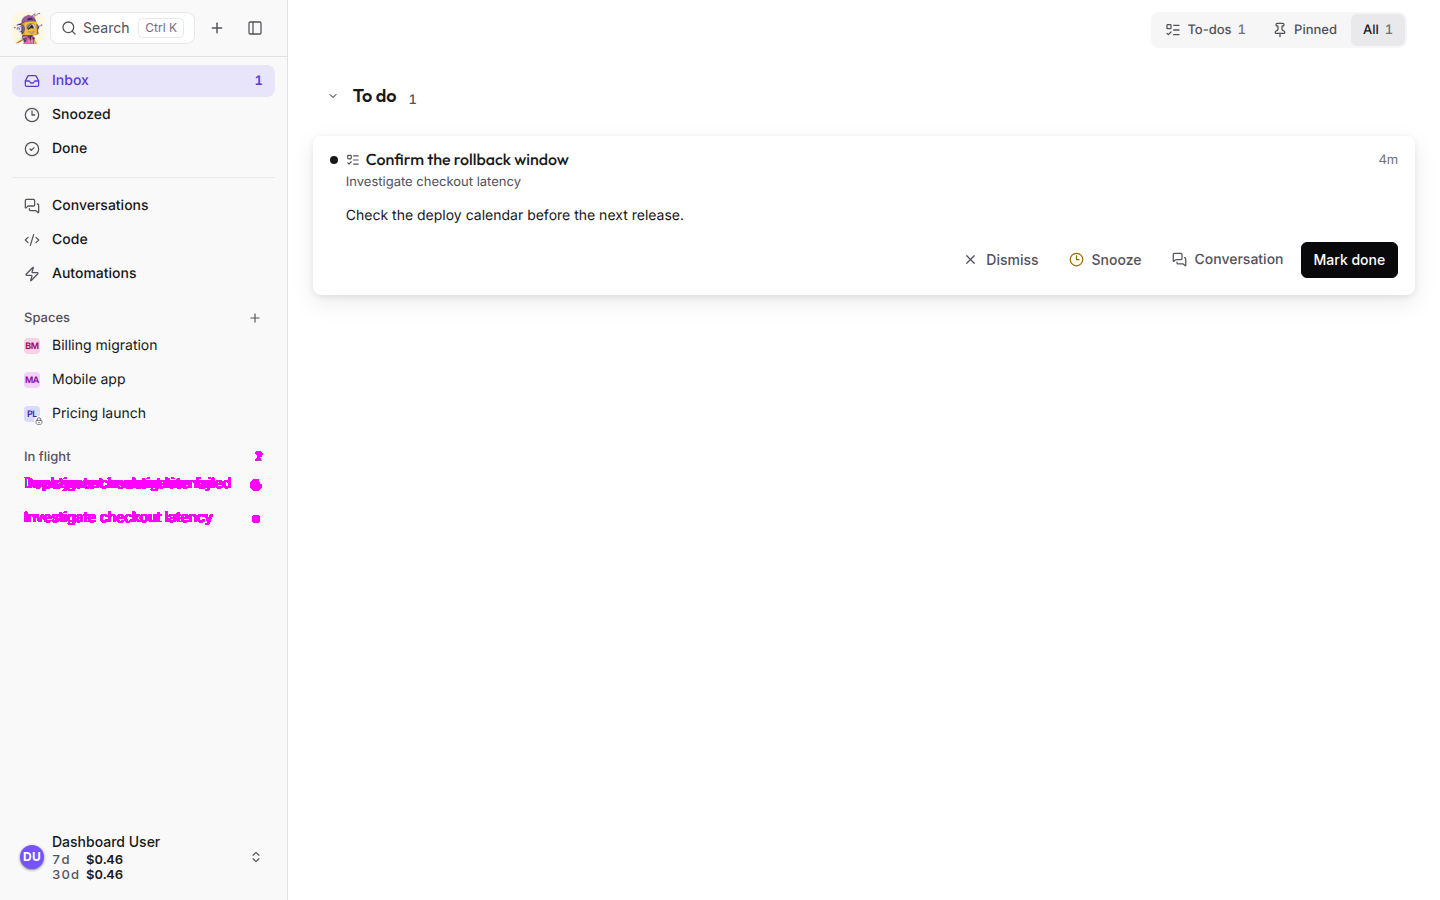 Search Ctrl K
Inbox 1
Snoozed
Done
Conversations
Code
Automations
Spaces
BM Billing migration
MA Mobile app
PL Pricing launch
In flight
Investigate checkout latency
DU Dashboard User
7d $0.46
30d $0.46
To-dos 1 Pinned All 1
To do 1
Confirm the rollback window 4m
Investigate checkout latency
Check the deploy calendar before the next release.
Dismiss Snooze Conversation Mark done